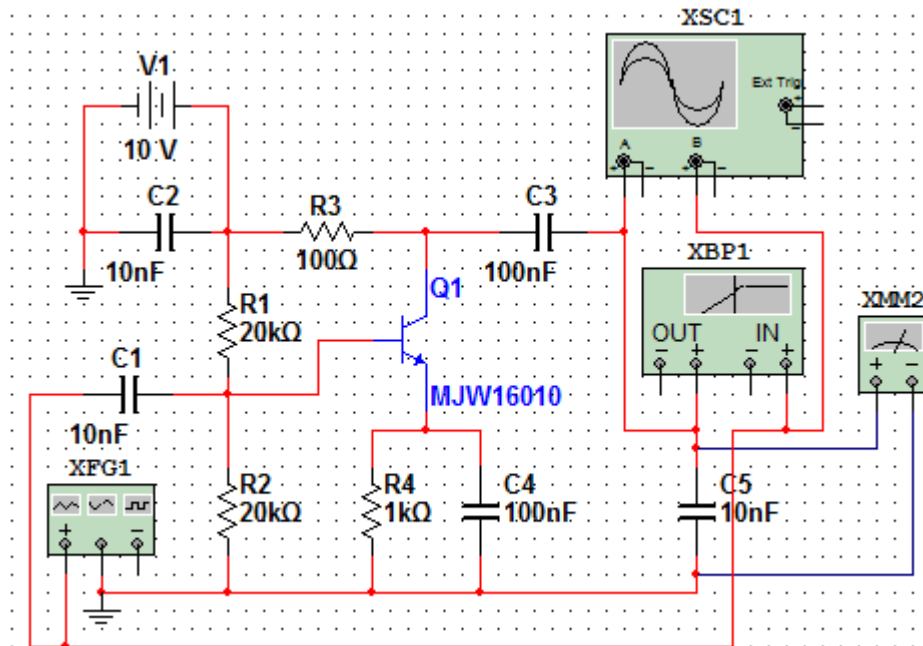 XSC1
Ext Trig
+
−
A
B
+ − + −
V1
10 V
C2
10nF
R3
100Ω
C3
100nF
Q1
MJW16010
R1
20kΩ
C1
10nF
XBP1
OUT IN
− + − +
XMM2
+ −
XFG1
+ −
R2
20kΩ
R4
1kΩ
C4
100nF
C5
10nF